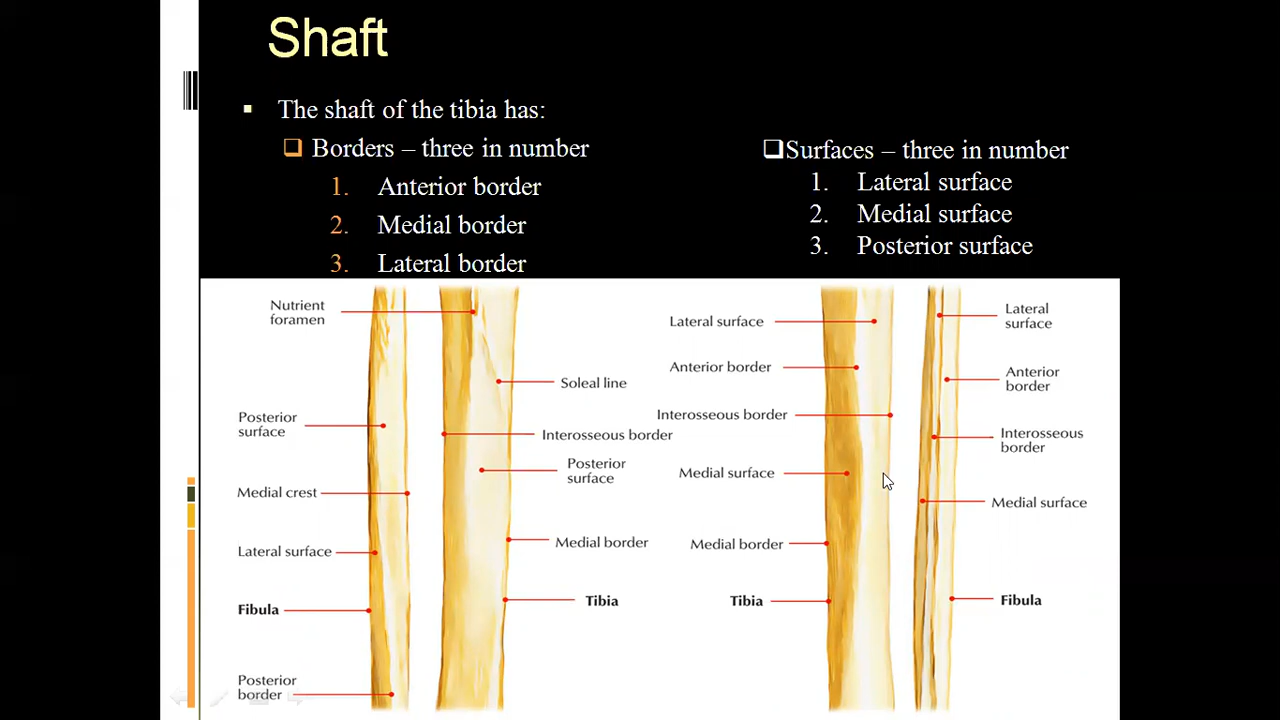 Shaft
The shaft of the tibia has:
Borders – three in number
1. Anterior border
2. Medial border
3. Lateral border
Surfaces – three in number
1. Lateral surface
2. Medial surface
3. Posterior surface
Nutrient
foramen
Soleal line
Posterior
surface
Interosseous border
Posterior
surface
Medial crest
Medial border
Lateral surface
Tibia
Fibula
Posterior
border
Lateral surface
Anterior border
Interosseous border
Medial surface
Medial border
Tibia
Lateral
surface
Anterior
border
Interosseous
border
Medial surface
Fibula